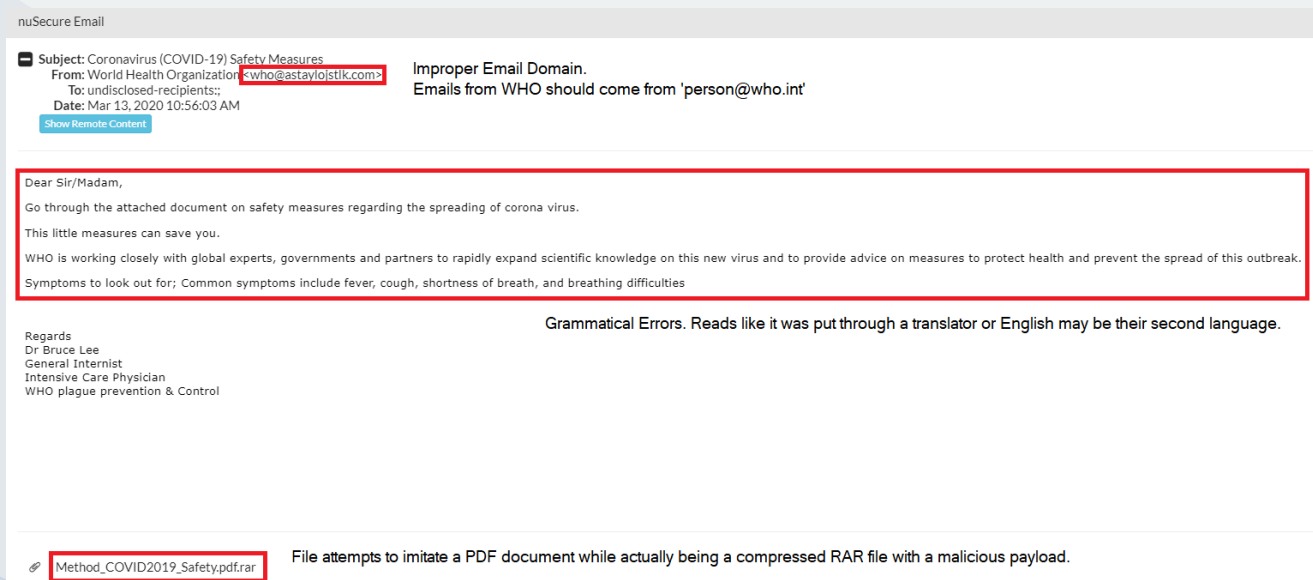 nuSecure Email
Subject: Coronavirus (COVID-19) Safety Measures
From: World Health Organization <who@astaylojstlk.com>
Improper Email Domain.
To: undisclosed-recipients:;
Emails from WHO should come from 'person@who.int'
Date: Mar 13, 2020 10:56:03 AM
Show Remote Content
Dear Sir/Madam,
Go through the attached document on safety measures regarding the spreading of corona virus.
This little measures can save you.
WHO is working closely with global experts, governments and partners to rapidly expand scientific knowledge on this new virus and to provide advice on measures to protect health and prevent the spread of this outbreak.
Symptoms to look out for; Common symptoms include fever, cough, shortness of breath, and breathing difficulties
Grammatical Errors. Reads like it was put through a translator or English may be their second language.
Regards
Dr Bruce Lee
General Internist
Intensive Care Physician
WHO plague prevention & Control
Method_COVID2019_Safety.pdf.rar
File attempts to imitate a PDF document while actually being a compressed RAR file with a malicious payload.